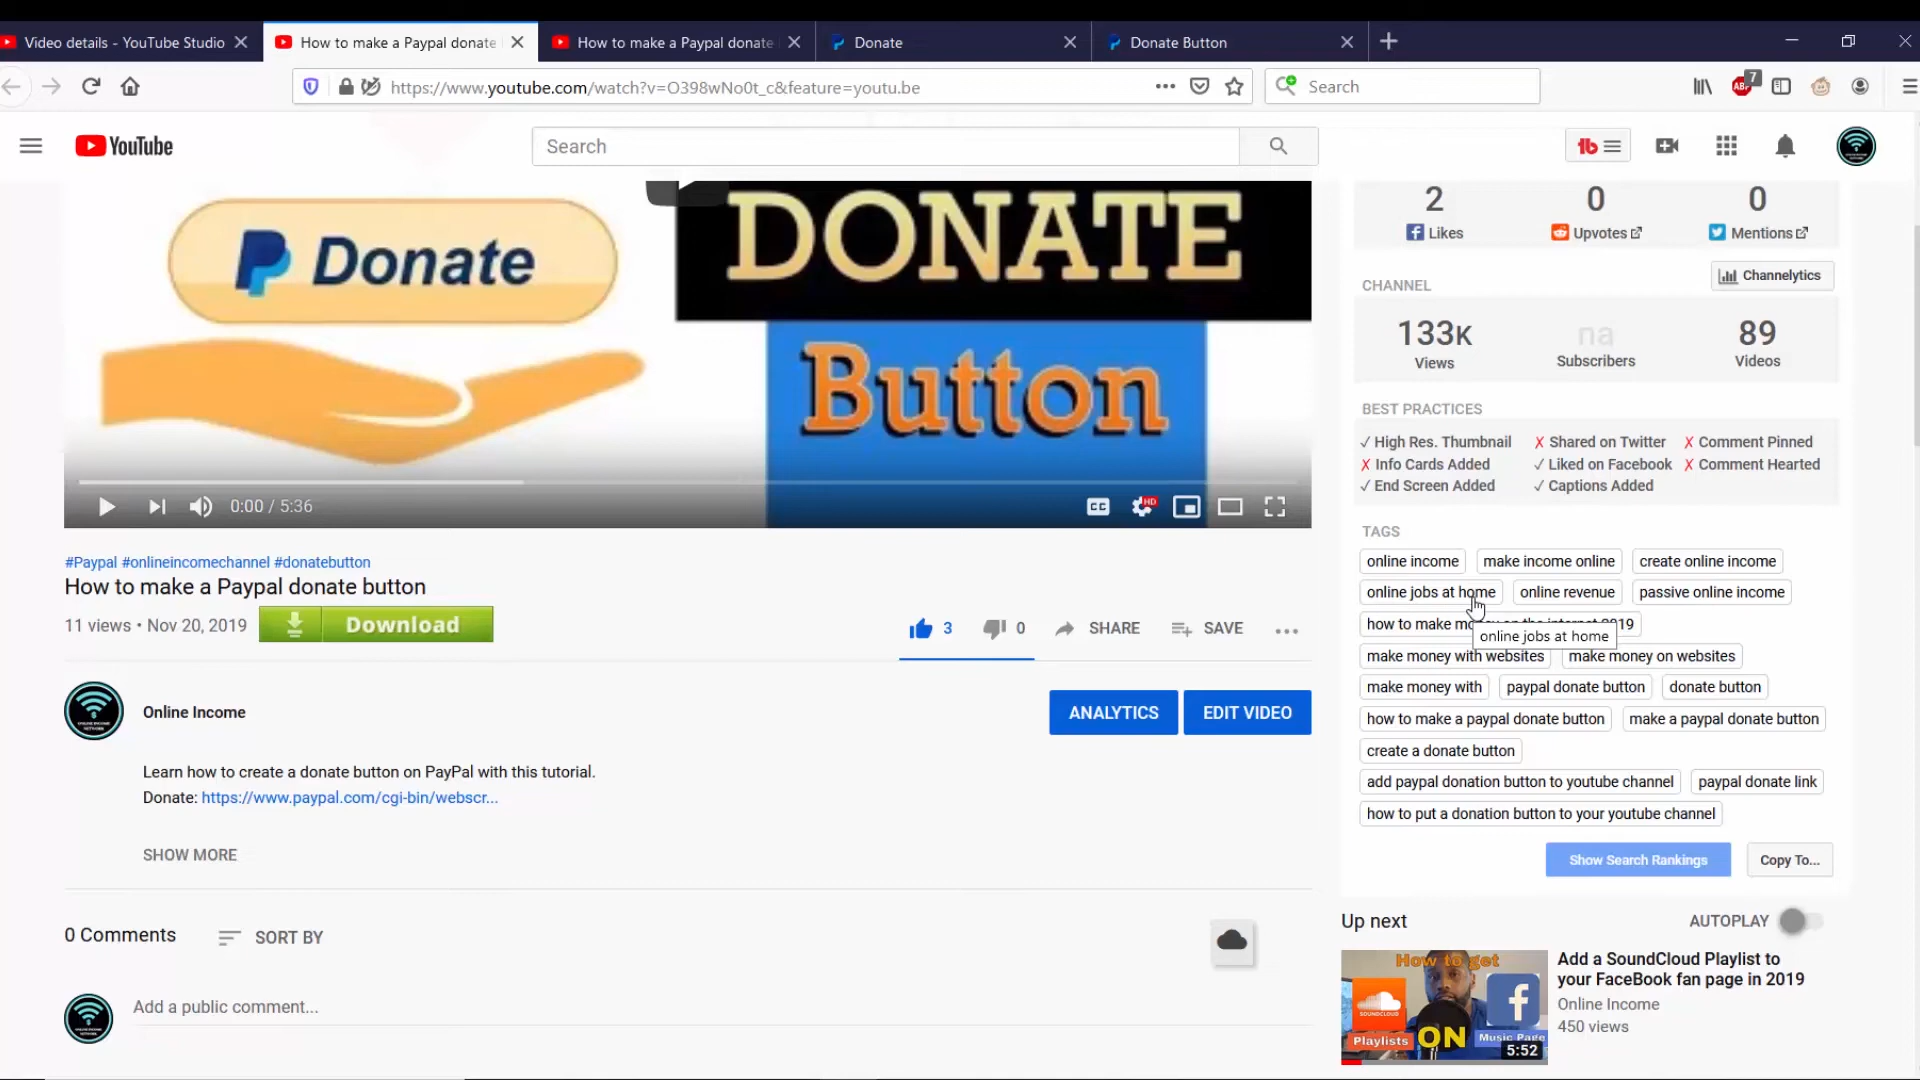 Video details - YouTube Studio
How to make a Paypal donate
How to make a Paypal donate
Donate
Donate Button
https://www.youtube.com/watch?v=O398wNo0t_c&feature=youtu.be
Search
ABP
7
YouTube
Search
tb
Donate
DONATE
Button
0:00 / 5:36
CC
HD
#Paypal #onlineincomechannel #donatebutton
How to make a Paypal donate button
11 views • Nov 20, 2019
Download
3
0
SHARE
SAVE
Online Income
ANALYTICS
EDIT VIDEO
Learn how to create a donate button on PayPal with this tutorial.
Donate: https://www.paypal.com/cgi-bin/webscr...
SHOW MORE
0 Comments
SORT BY
Add a public comment...
2 0 0
Likes Upvotes Mentions
CHANNEL
Channelytics
133K na 89
Views Subscribers Videos
BEST PRACTICES
✓ High Res. Thumbnail ✗ Shared on Twitter ✗ Comment Pinned
✗ Info Cards Added ✓ Liked on Facebook ✗ Comment Hearted
✓ End Screen Added ✓ Captions Added
TAGS
online income make income online create online income
online jobs at home online revenue passive online income
how to make 2019
online jobs at home
make money with websites make money on websites
make money with paypal donate button donate button
how to make a paypal donate button make a paypal donate button
create a donate button
add paypal donation button to youtube channel paypal donate link
how to put a donation button to your youtube channel
Show Search Rankings
Copy To...
Up next
AUTOPLAY
How to get
SOUNDCLOUD
Playlists
ON
Music Page
5:52
Add a SoundCloud Playlist to
your FaceBook fan page in 2019
Online Income
450 views